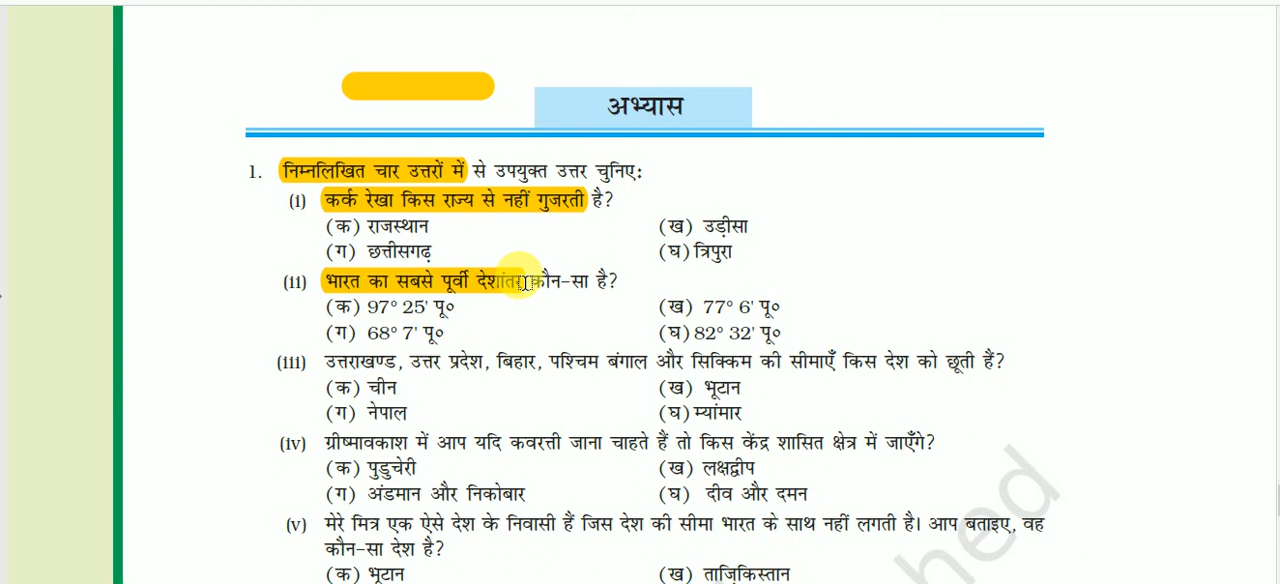 अभ्यास
1. निम्नलिखित चार उत्तरों में से उपयुक्त उत्तर चुनिए:
(i) कर्क रेखा किस राज्य से नहीं गुजरती है?
(क) राजस्थान (ख) उड़ीसा
(ग) छत्तीसगढ़ (घ) त्रिपुरा
(ii) भारत का सबसे पूर्वी देशांतर कौन-सा है?
(क) 97° 25' पू० (ख) 77° 6' पू०
(ग) 68° 7' पू० (घ) 82° 32' पू०
(iii) उत्तराखण्ड, उत्तर प्रदेश, बिहार, पश्चिम बंगाल और सिक्किम की सीमाएँ किस देश को छूती हैं?
(क) चीन (ख) भूटान
(ग) नेपाल (घ) म्यांमार
(iv) ग्रीष्मावकाश में आप यदि कवरत्ती जाना चाहते हैं तो किस केंद्र शासित क्षेत्र में जाएँगे?
(क) पुडुचेरी (ख) लक्षद्वीप
(ग) अंडमान और निकोबार (घ) दीव और दमन
(v) मेरे मित्र एक ऐसे देश के निवासी हैं जिस देश की सीमा भारत के साथ नहीं लगती है। आप बताइए, वह
कौन-सा देश है?
(क) भूटान (ख) ताजिकिस्तान
hed